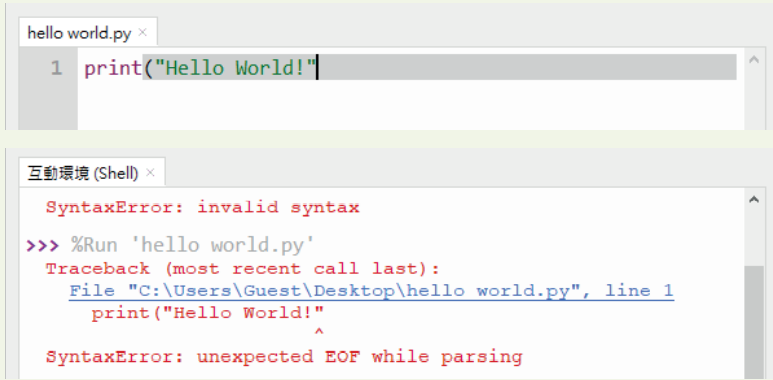 hello world.py ×
1 print("Hello World!"
互動環境 (Shell) ×
SyntaxError: invalid syntax
>>> %Run 'hello world.py'
Traceback (most recent call last):
File "C:\Users\Guest\Desktop\hello world.py", line 1
print("Hello World!"
^
SyntaxError: unexpected EOF while parsing